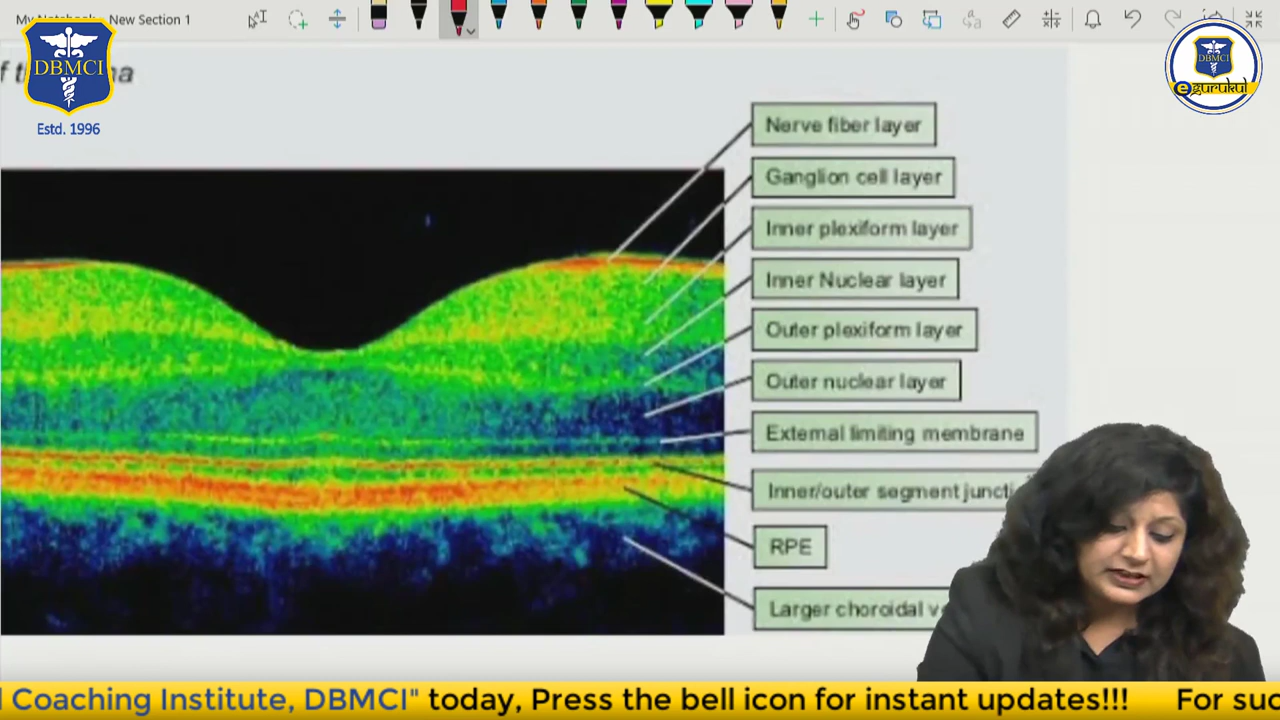 My Notebook - New Section 1
DBMCI
Estd. 1996
DBMCI
eGurukul
Nerve fiber layer
Ganglion cell layer
Inner plexiform layer
Inner Nuclear layer
Outer plexiform layer
Outer nuclear layer
External limiting membrane
Inner/outer segment
RPE
Larger choroidal
Coaching Institute, DBMCI" today, Press the bell icon for instant updates!!! For